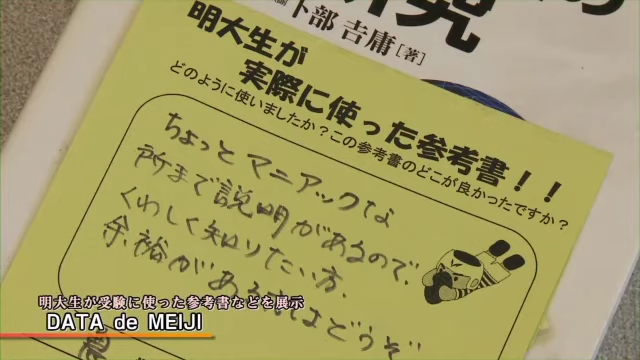 の
究
下部 吉庸[著]
明大生が
実際に使った参考書！！
どのように使いましたか？この参考書のどこが良かったですか？
ちょっとマニアックな
所まで説明があるので、
くわしく知りたい方、
余裕がある方はどうぞ
明大生が受験に使った参考書などを展示
DATA de MEIJI